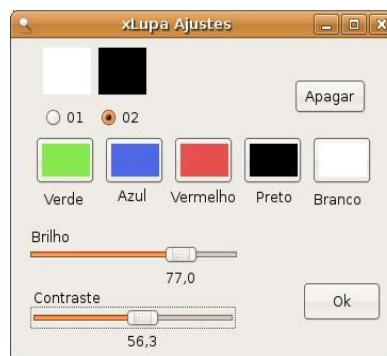 xLupa Ajustes
Apagar
01 02
Verde Azul Vermelho Preto Branco
Brilho
77,0
Contraste
Ok
56,3